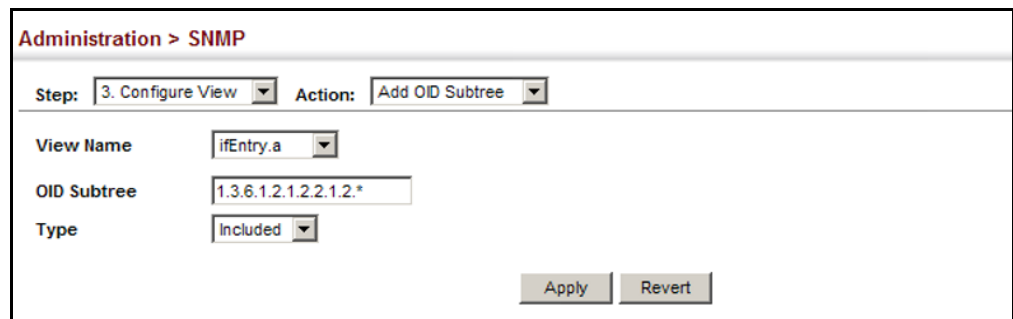 Administration > SNMP
Step: 3. Configure View Action: Add OID Subtree
View Name ifEntry.a
OID Subtree 1.3.6.1.2.1.2.2.1.2.*
Type Included
Apply Revert